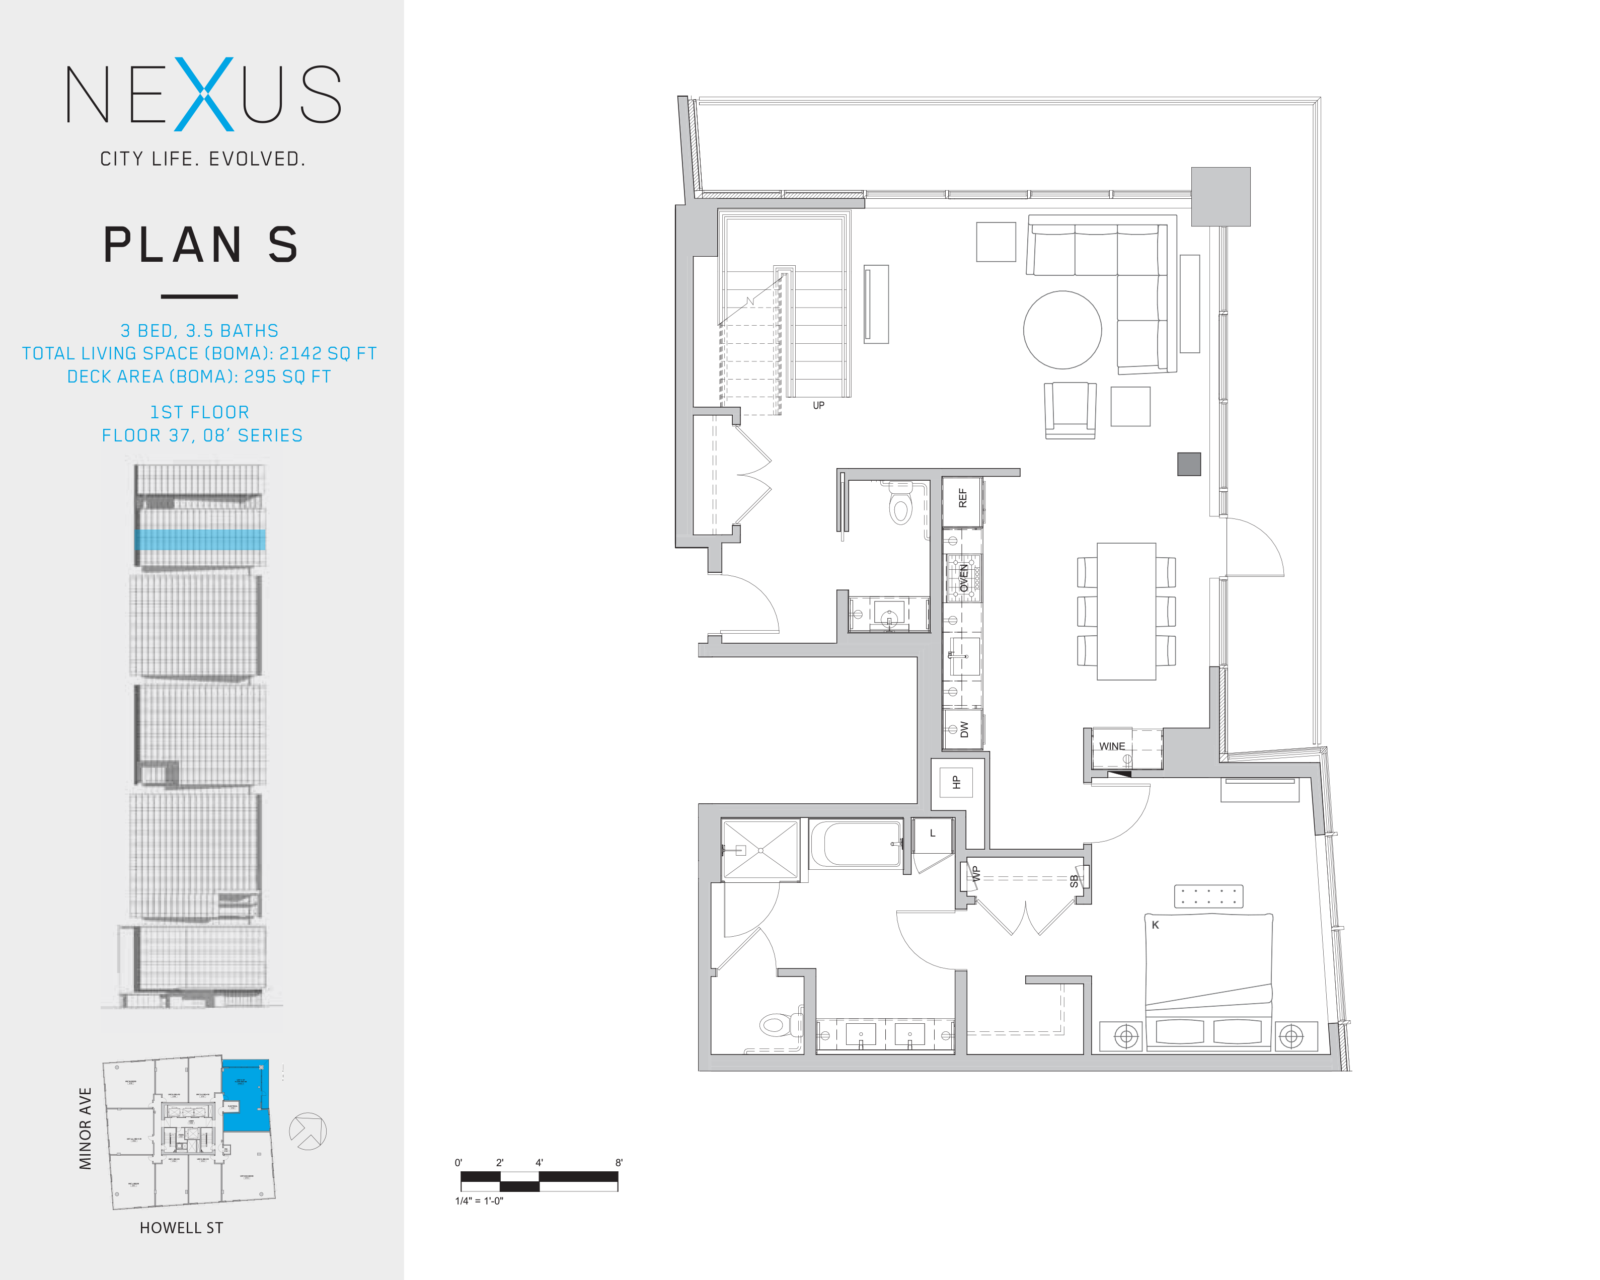 NEXUS
CITY LIFE. EVOLVED.
PLAN S
3 BED, 3.5 BATHS
TOTAL LIVING SPACE (BOMA): 2142 SQ FT
DECK AREA (BOMA): 295 SQ FT
1ST FLOOR
FLOOR 37, 08' SERIES
MINOR AVE
HOWELL ST
UP
REF
OVEN
DW
WINE
HP
L
WP
SB
K
0' 2' 4' 8'
1/4" = 1'-0"